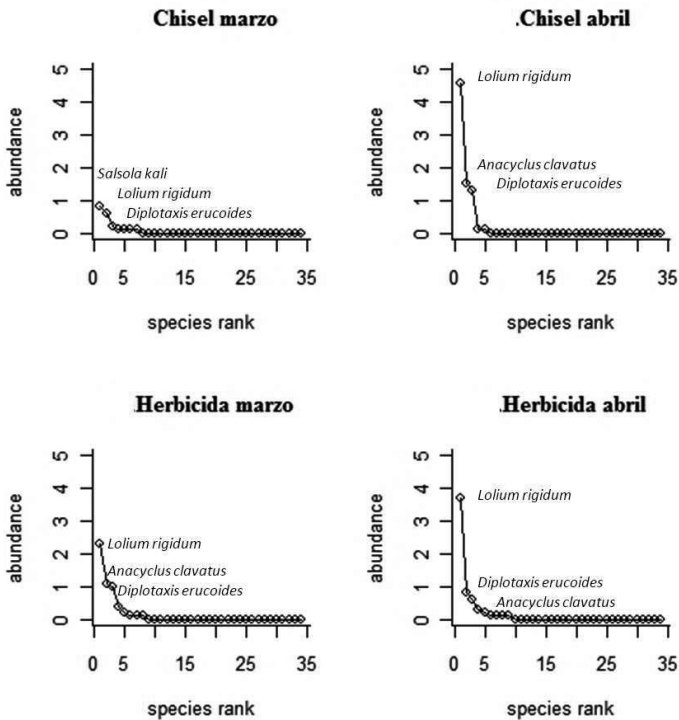 Chisel marzo
abundance
5
4
3
2
1
0
Salsola kali
Lolium rigidum
Diplotaxis erucoides
0 5 15 25 35
species rank
.Chisel abril
abundance
5
4
3
2
1
0
Lolium rigidum
Anacyclus clavatus
Diplotaxis erucoides
0 5 15 25 35
species rank
.Herbicida marzo
abundance
5
4
3
2
1
0
Lolium rigidum
Anacyclus clavatus
Diplotaxis erucoides
0 5 15 25 35
species rank
.Herbicida abril
abundance
5
4
3
2
1
0
Lolium rigidum
Diplotaxis erucoides
Anacyclus clavatus
0 5 15 25 35
species rank